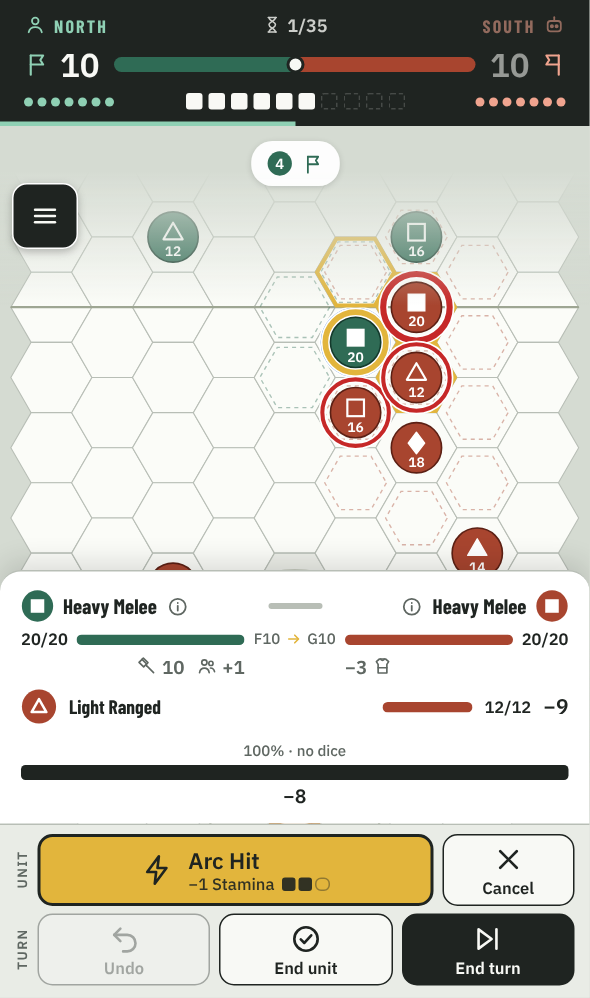 NORTH 1/35 SOUTH
10 10
4
12 16
20
20
12
16
18
14
Heavy Melee Heavy Melee
20/20 F10 → G10 20/20
10 +1 −3
Light Ranged 12/12 −9
100% · no dice
−8
UNIT
Arc Hit
−1 Stamina
Cancel
TURN
Undo End unit End turn